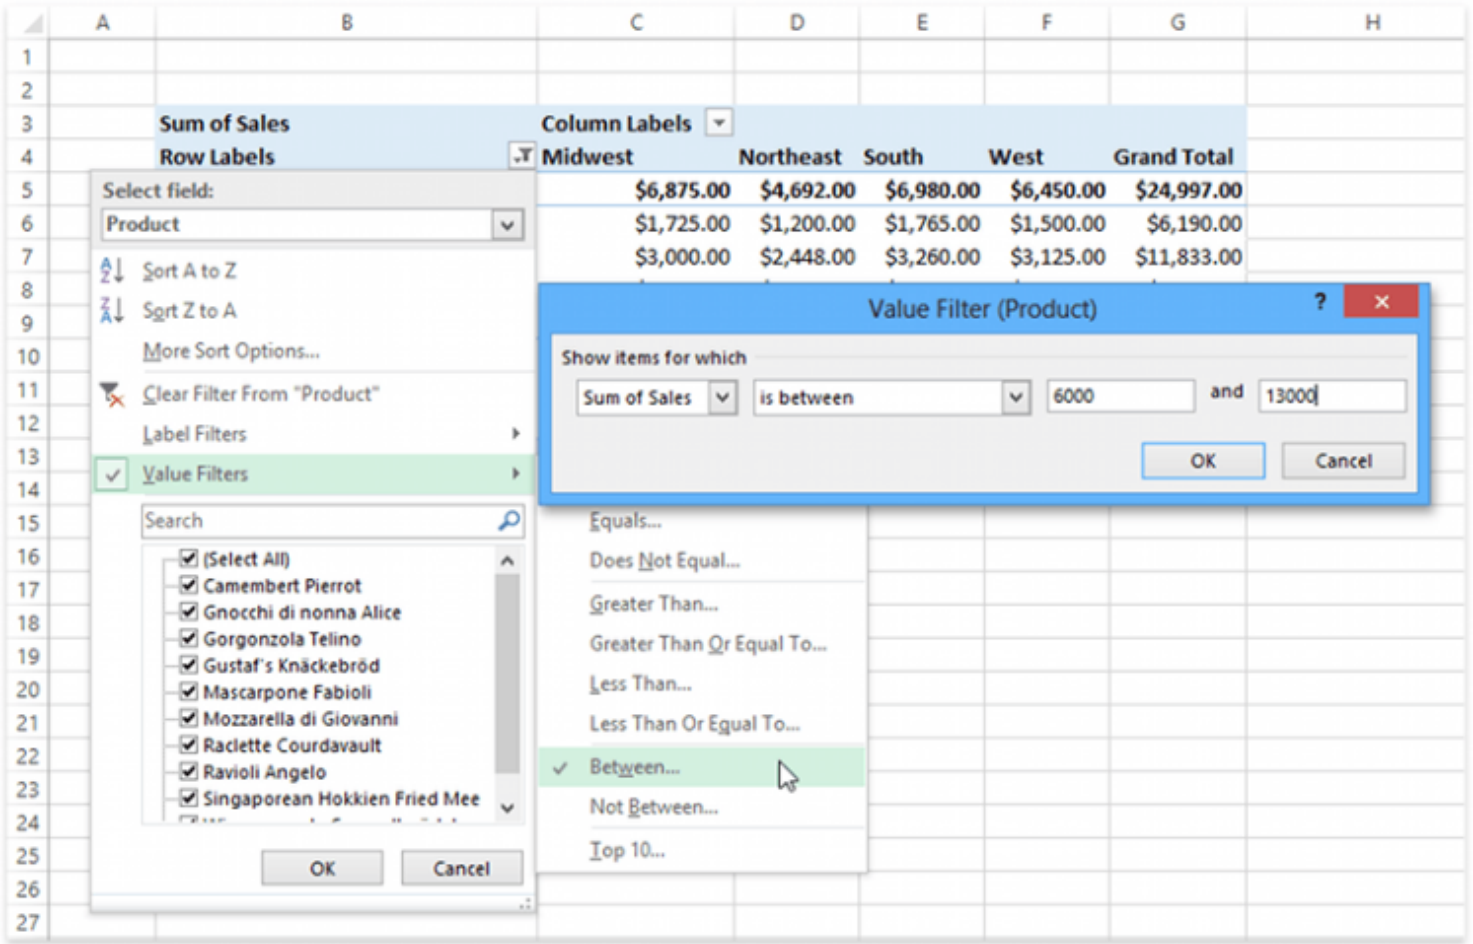 A B C D E F G H
1
2
3 Sum of Sales Column Labels
4 Row Labels Midwest Northeast South West Grand Total
5 $6,875.00 $4,692.00 $6,980.00 $6,450.00 $24,997.00
6 $1,725.00 $1,200.00 $1,765.00 $1,500.00 $6,190.00
7 $3,000.00 $2,448.00 $3,260.00 $3,125.00 $11,833.00
8
9
10
11
12
13
14
15
16
17
18
19
20
21
22
23
24
25
26
27
Select field:
Product
Sort A to Z
Sort Z to A
More Sort Options...
Clear Filter From "Product"
Label Filters
Value Filters
Search
(Select All)
Camembert Pierrot
Gnocchi di nonna Alice
Gorgonzola Telino
Gustaf's Knäckebröd
Mascarpone Fabioli
Mozzarella di Giovanni
Raclette Courdavault
Ravioli Angelo
Singaporean Hokkien Fried Mee
OK Cancel
Value Filter (Product) ?
Show items for which
Sum of Sales is between 6000 and 13000
OK Cancel
Equals...
Does Not Equal...
Greater Than...
Greater Than Or Equal To...
Less Than...
Less Than Or Equal To...
Between...
Not Between...
Top 10...